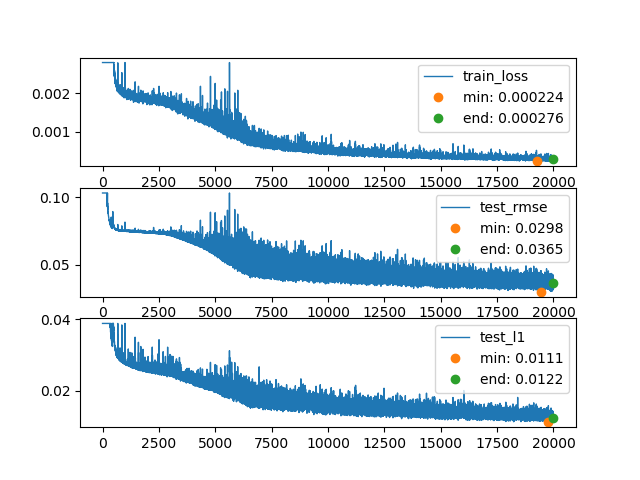 0.002
0.001
train_loss
min: 0.000224
end: 0.000276
0 2500 5000 7500 10000 12500 15000 17500 20000
0.10
0.05
test_rmse
min: 0.0298
end: 0.0365
0 2500 5000 7500 10000 12500 15000 17500 20000
0.04
0.02
test_l1
min: 0.0111
end: 0.0122
0 2500 5000 7500 10000 12500 15000 17500 20000